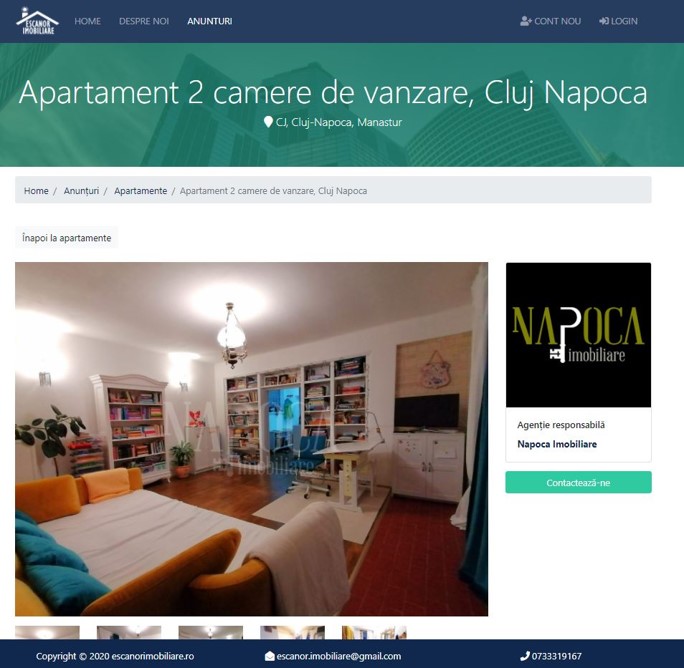 ESCANOR
IMOBILIARE
HOME
DESPRE NOI
ANUNTURI
CONT NOU
LOGIN
Apartament 2 camere de vanzare, Cluj Napoca
CJ, Cluj-Napoca, Manastur
Home / Anunțuri / Apartamente / Apartament 2 camere de vanzare, Cluj Napoca
Înapoi la apartamente
NAPOCA
imobiliare
NAPOCA
imobiliare
Agenție responsabilă
Napoca Imobiliare
Contactează-ne
Copyright © 2020 escanorimobiliare.ro
escanor.imobiliare@gmail.com
0733319167